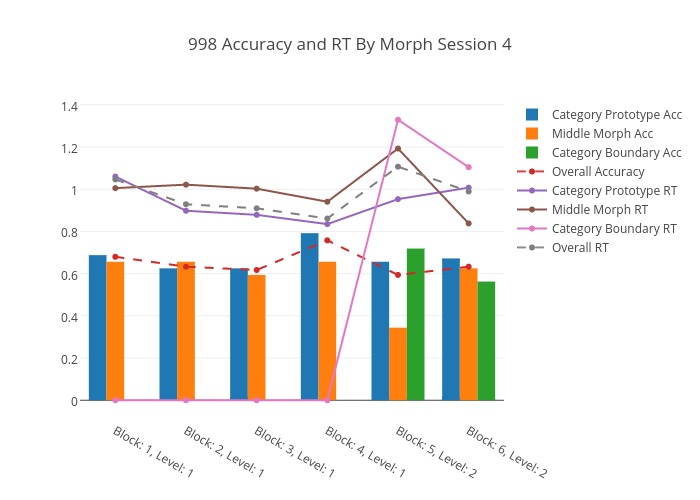 998 Accuracy and RT By Morph Session 4
1.4
1.2
1
0.8
0.6
0.4
0.2
0
Category Prototype Acc
Middle Morph Acc
Category Boundary Acc
Overall Accuracy
Category Prototype RT
Middle Morph RT
Category Boundary RT
Overall RT
Block: 1, Level: 1
Block: 2, Level: 1
Block: 3, Level: 1
Block: 4, Level: 1
Block: 5, Level: 2
Block: 6, Level: 2